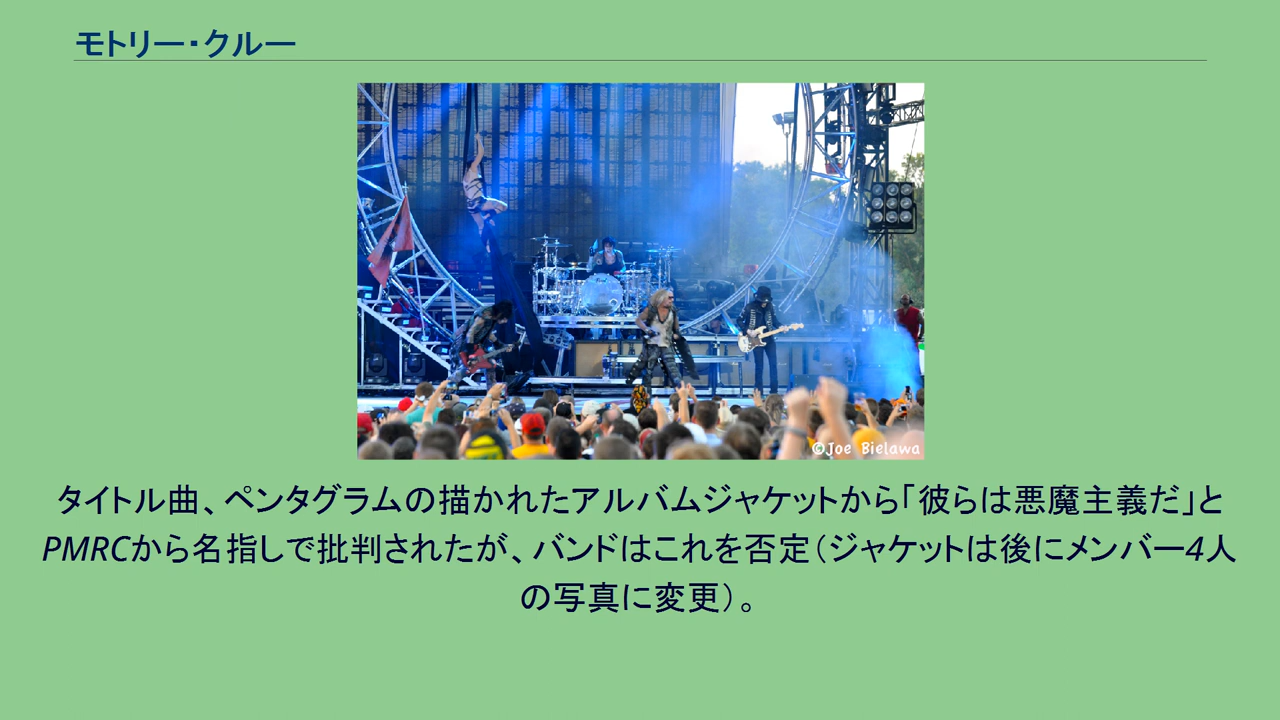 モトリー・クルー
©Joe Bielawa
タイトル曲、ペンタグラムの描かれたアルバムジャケットから「彼らは悪魔主義だ」と
PMRCから名指しで批判されたが、バンドはこれを否定（ジャケットは後にメンバー4人
の写真に変更）。